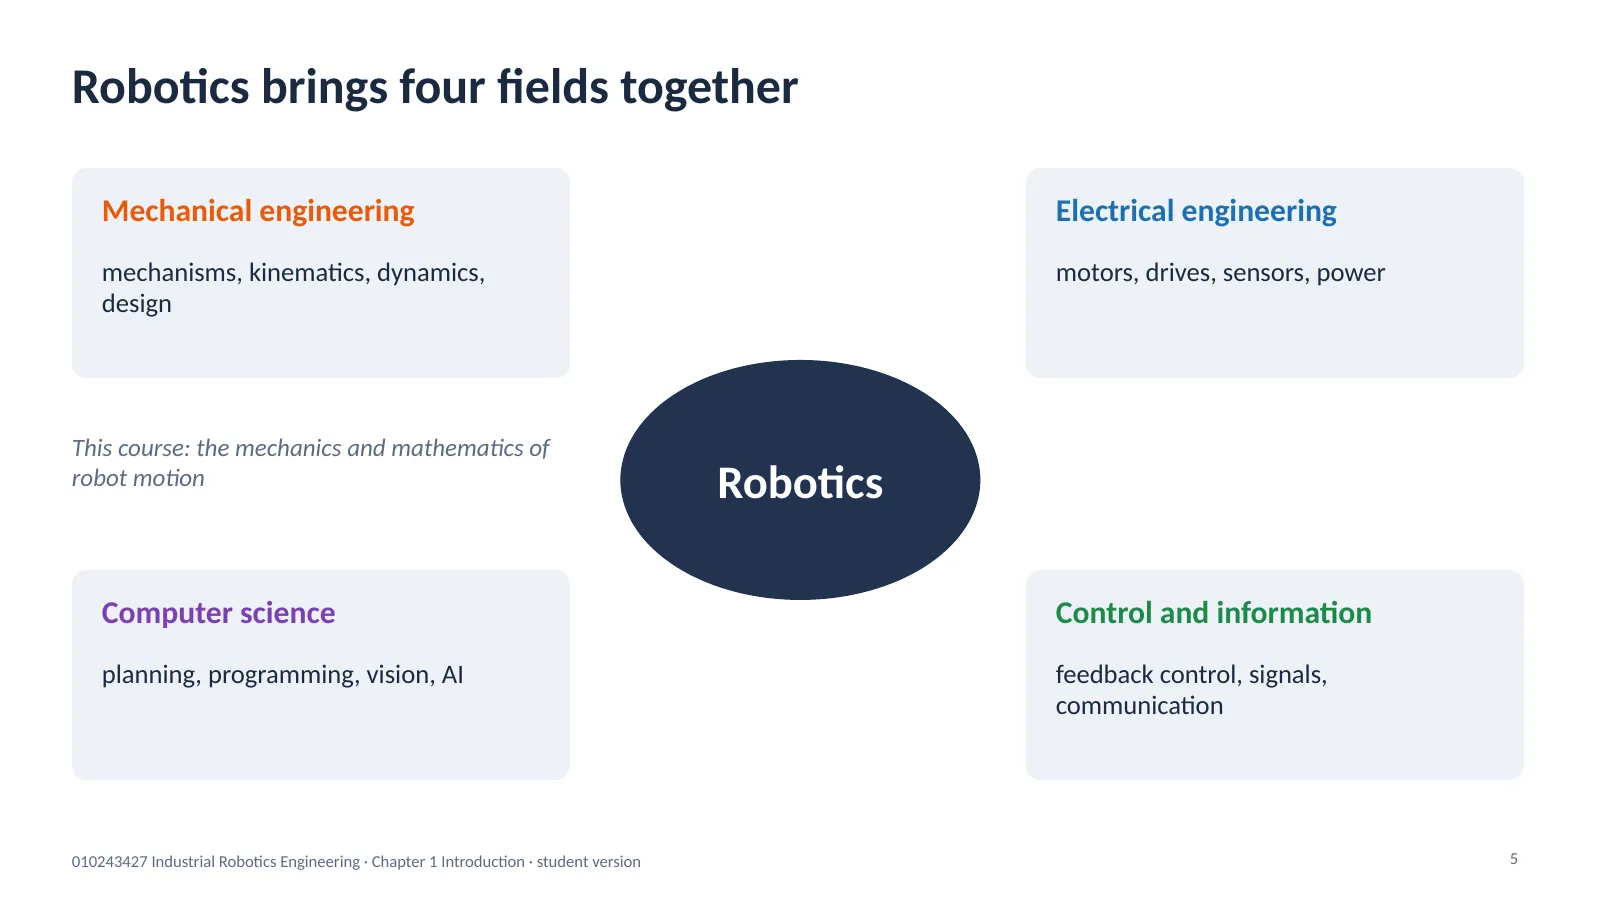 Robotics brings four fields together
Mechanical engineering
mechanisms, kinematics, dynamics,
design
Electrical engineering
motors, drives, sensors, power
This course: the mechanics and mathematics of
robot motion
Robotics
Computer science
planning, programming, vision, AI
Control and information
feedback control, signals,
communication
010243427 Industrial Robotics Engineering · Chapter 1 Introduction · student version
5